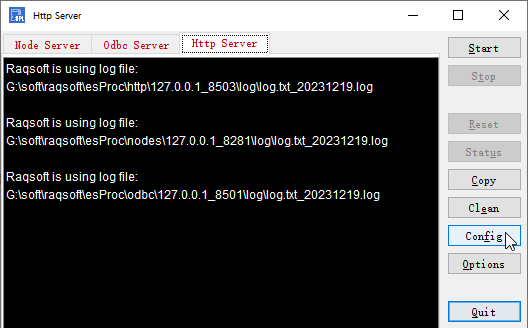 Http Server
Node Server
Odbc Server
Http Server
Raqsoft is using log file:
G:\soft\raqsoft\esProc\http\127.0.0.1_8503\log\log.txt_20231219.log
Raqsoft is using log file:
G:\soft\raqsoft\esProc\nodes\127.0.0.1_8281\log\log.txt_20231219.log
Raqsoft is using log file:
G:\soft\raqsoft\esProc\odbc\127.0.0.1_8501\log\log.txt_20231219.log
Start
Stop
Reset
Status
Copy
Clean
Config
Options
Quit